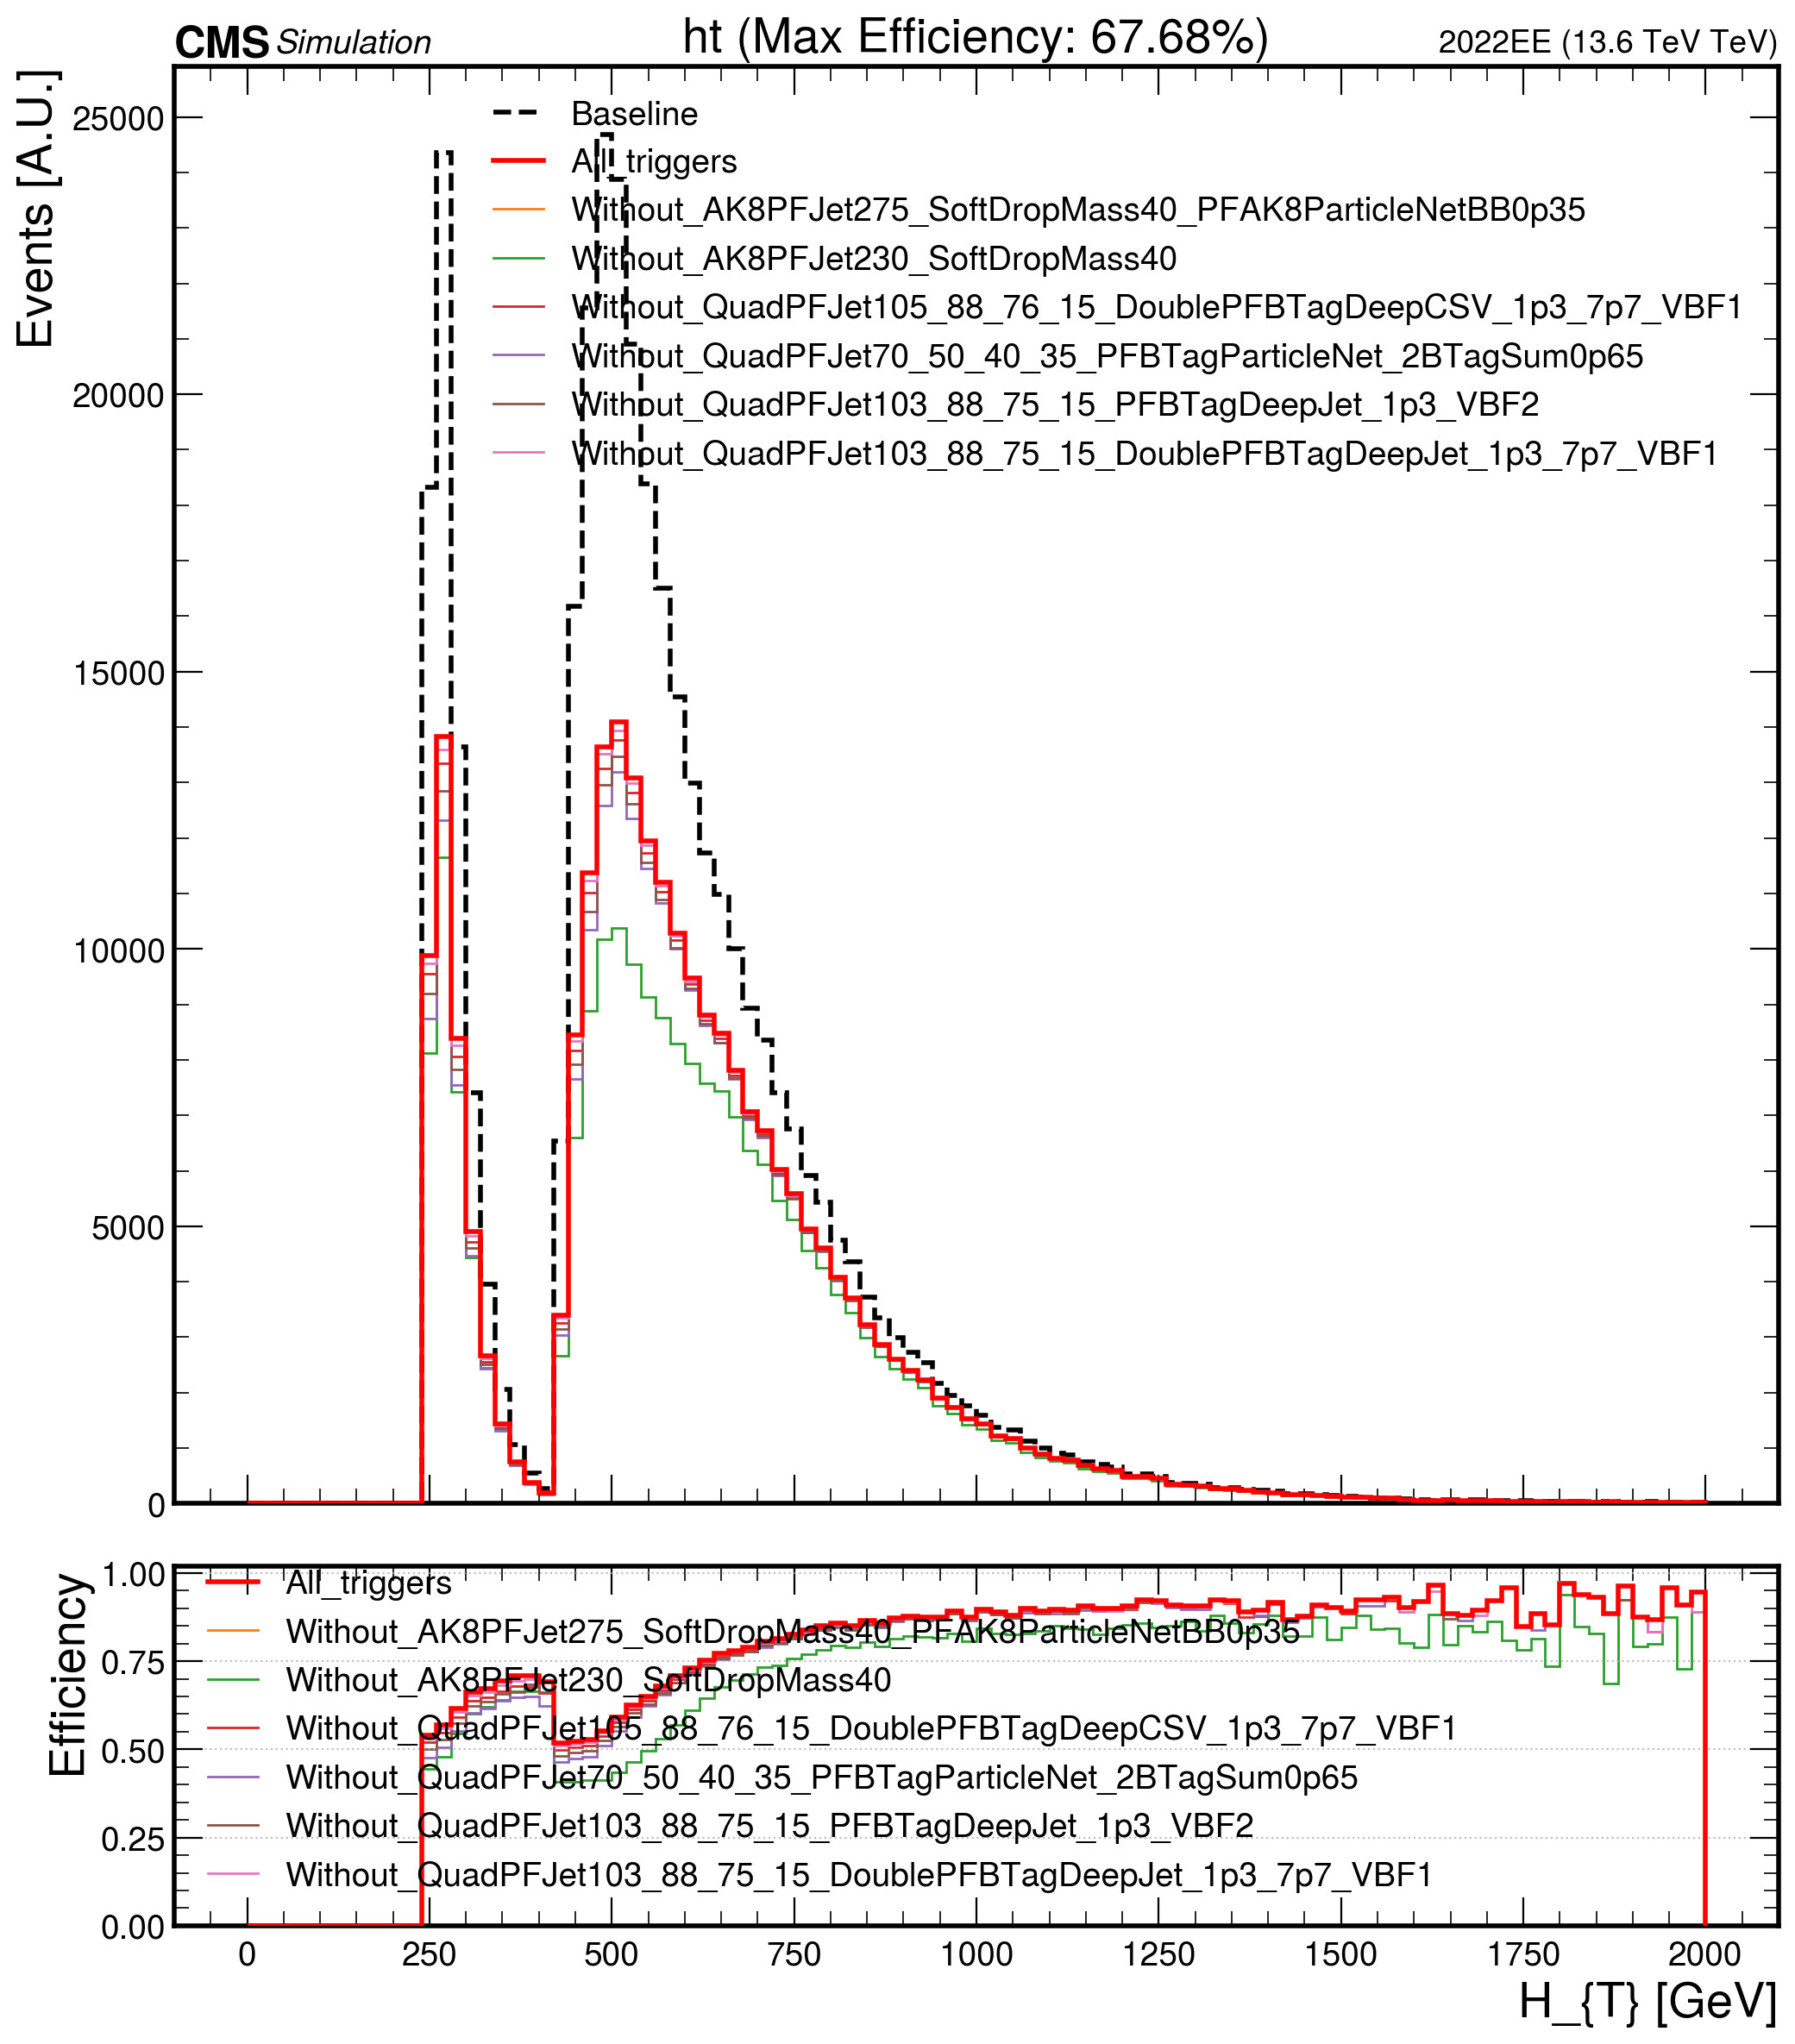 CMS Simulation ht (Max Efficiency: 67.68%) 2022EE (13.6 TeV TeV)
Events [A.U.]
25000
20000
15000
10000
5000
0
Baseline
All_triggers
Without_AK8PFJet275_SoftDropMass40_PFAK8ParticleNetBB0p35
Without_AK8PFJet230_SoftDropMass40
Without_QuadPFJet105_88_76_15_DoublePFBTagDeepCSV_1p3_7p7_VBF1
Without_QuadPFJet70_50_40_35_PFBTagParticleNet_2BTagSum0p65
Without_QuadPFJet103_88_75_15_PFBTagDeepJet_1p3_VBF2
Without_QuadPFJet103_88_75_15_DoublePFBTagDeepJet_1p3_7p7_VBF1
Efficiency
1.00
0.75
0.50
0.25
0.00
All_triggers
Without_AK8PFJet275_SoftDropMass40_PFAK8ParticleNetBB0p35
Without_AK8PFJet230_SoftDropMass40
Without_QuadPFJet105_88_76_15_DoublePFBTagDeepCSV_1p3_7p7_VBF1
Without_QuadPFJet70_50_40_35_PFBTagParticleNet_2BTagSum0p65
Without_QuadPFJet103_88_75_15_PFBTagDeepJet_1p3_VBF2
Without_QuadPFJet103_88_75_15_DoublePFBTagDeepJet_1p3_7p7_VBF1
0 250 500 750 1000 1250 1500 1750 2000
H_{T} [GeV]